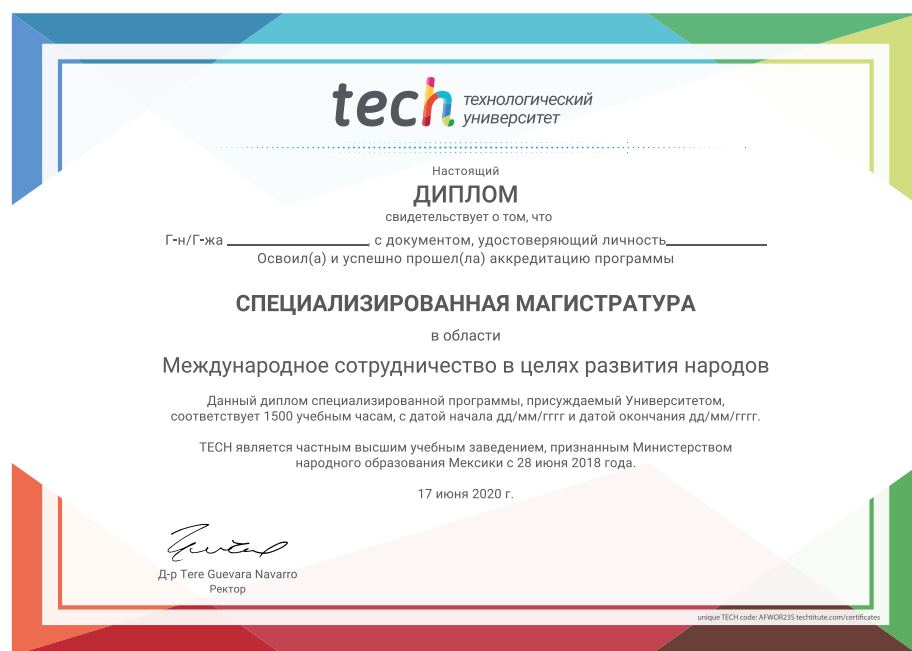 tech технологический
университет
Настоящий
ДИПЛОМ
свидетельствует о том, что
Г-н/Г-жа ____________________, с документом, удостоверяющий личность______________
Освоил(а) и успешно прошел(ла) аккредитацию программы
СПЕЦИАЛИЗИРОВАННАЯ МАГИСТРАТУРА
в области
Международное сотрудничество в целях развития народов
Данный диплом специализированной программы, присуждаемый Университетом,
соответствует 1500 учебным часам, с датой начала дд/мм/гггг и датой окончания дд/мм/гггг.
TECH является частным высшим учебным заведением, признанным Министерством
народного образования Мексики с 28 июня 2018 года.
17 июня 2020 г.
Д-р Tere Guevara Navarro
Ректор
unique TECH code: AFWOR23S techtitute.com/certificates